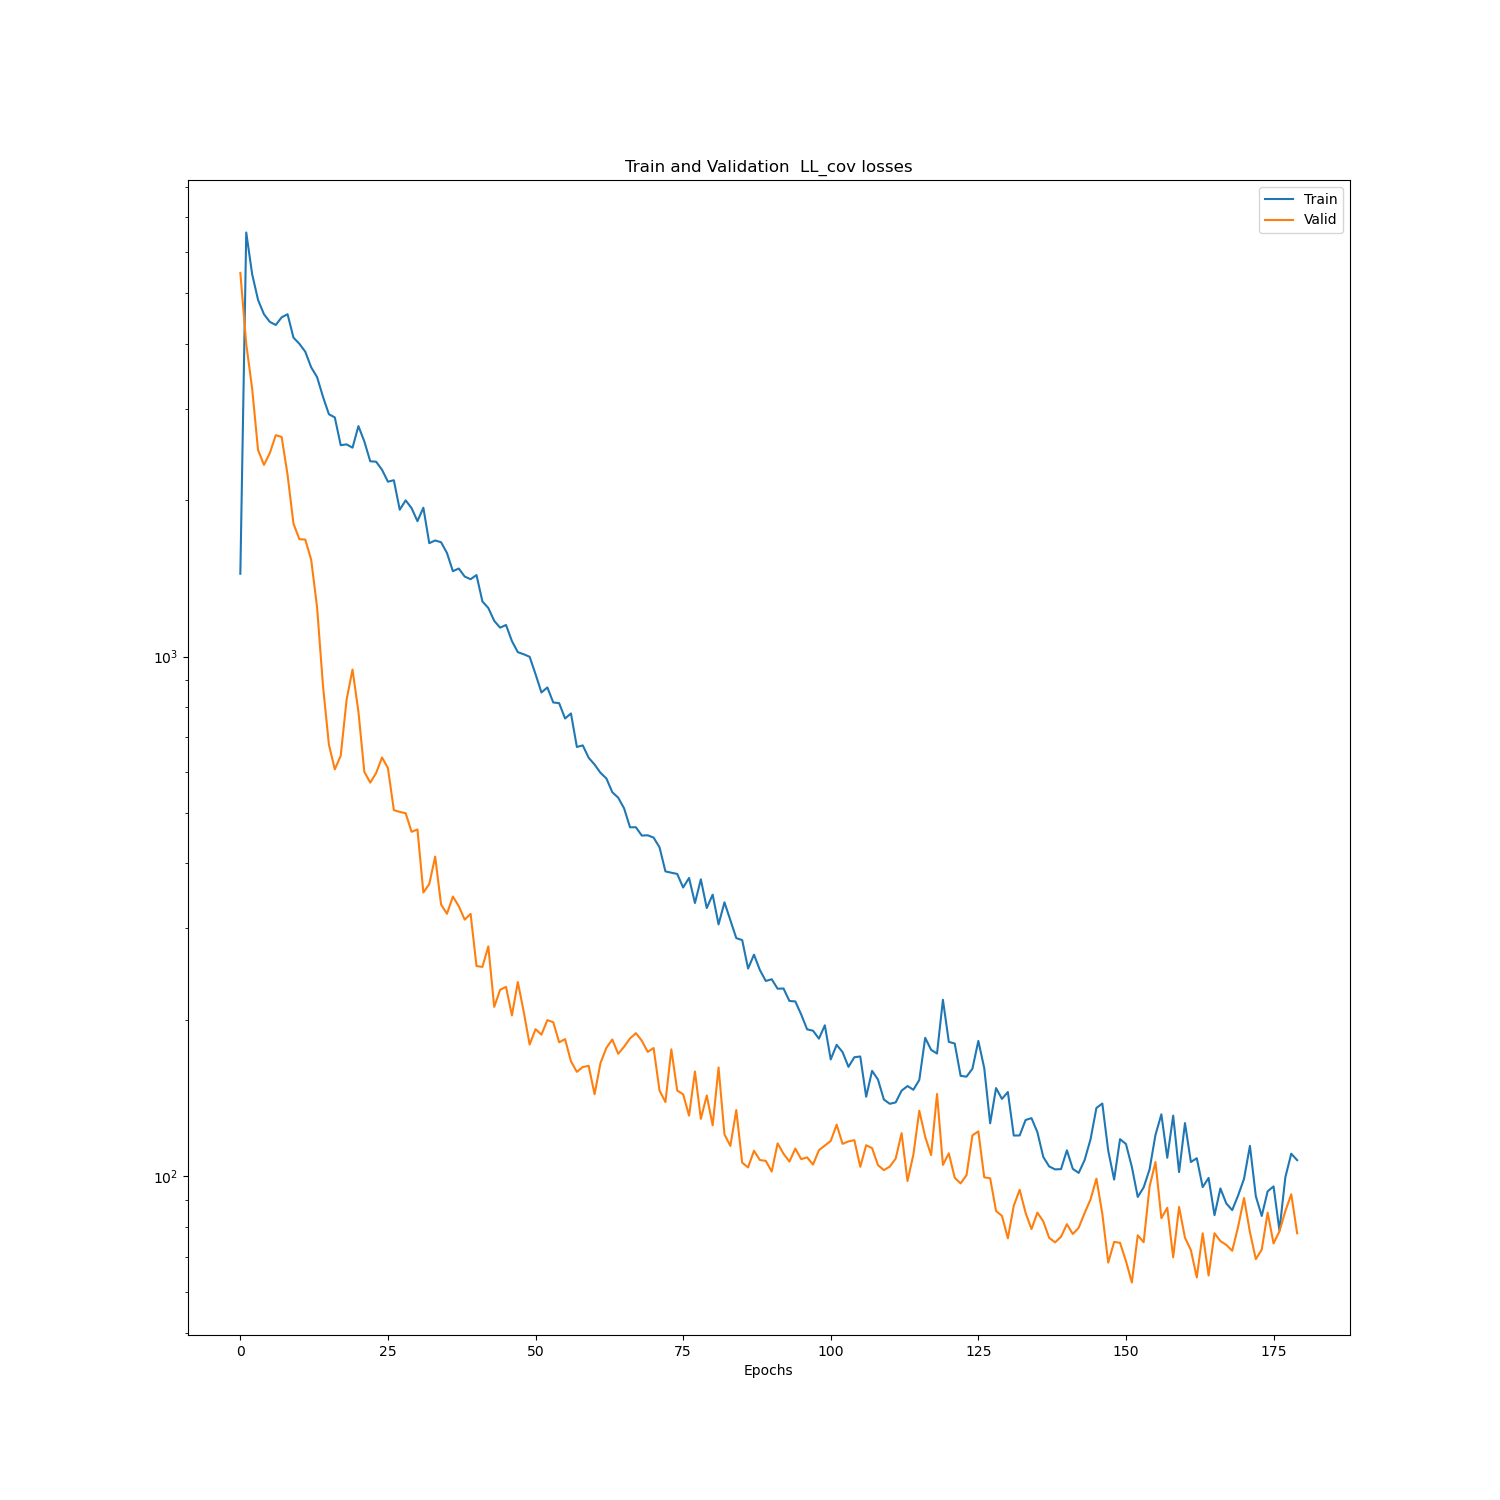 Train and Validation  LL_cov losses
Train
Valid
10³
10²
0 25 50 75 100 125 150 175
Epochs